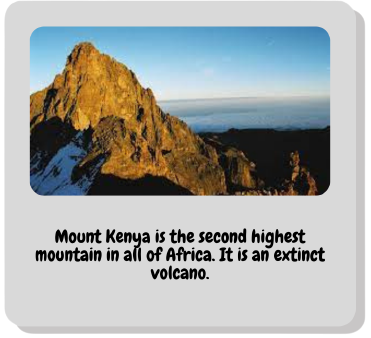 Mount Kenya is the second highest
mountain in all of Africa. It is an extinct
volcano.